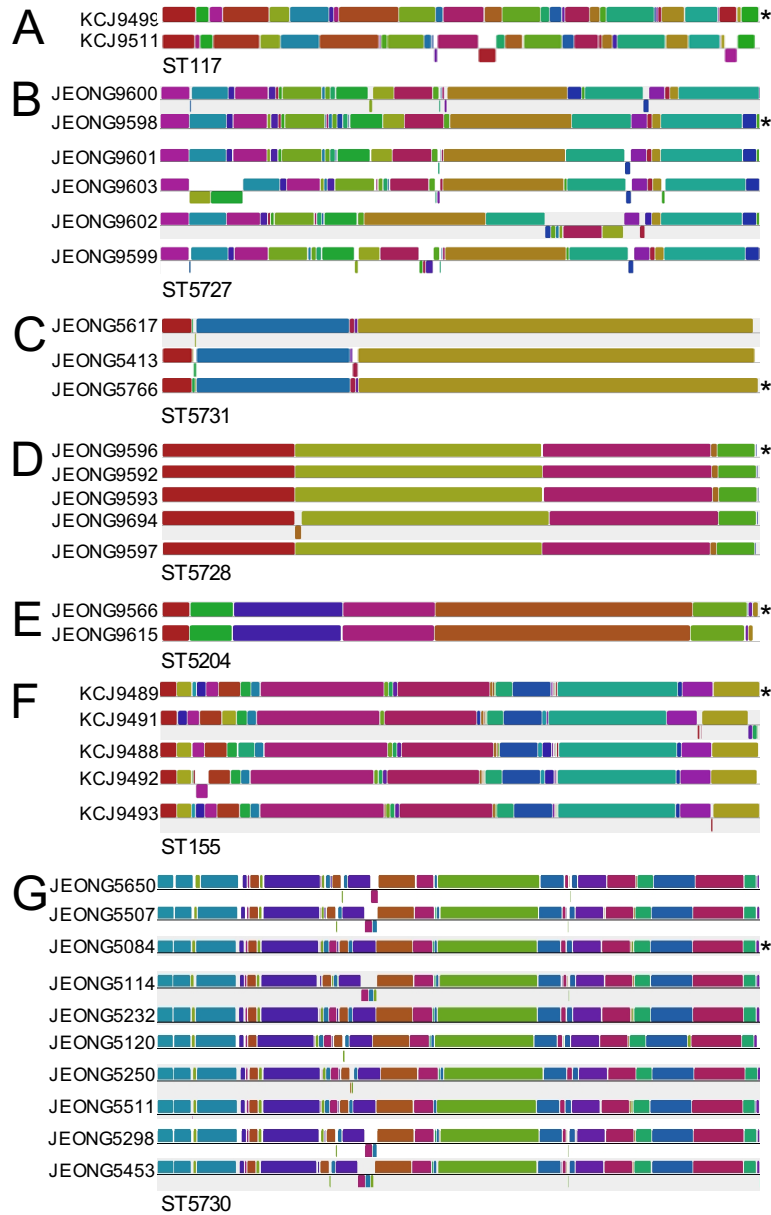 A
KCJ9499 *
KCJ9511
ST117
B
JEONG9600
JEONG9598 *
JEONG9601
JEONG9603
JEONG9602
JEONG9599
ST5727
C
JEONG5617
JEONG5413
JEONG5766 *
ST5731
D
JEONG9596 *
JEONG9592
JEONG9593
JEONG9694
JEONG9597
ST5728
E
JEONG9566 *
JEONG9615
ST5204
F
KCJ9489 *
KCJ9491
KCJ9488
KCJ9492
KCJ9493
ST155
G
JEONG5650
JEONG5507
JEONG5084 *
JEONG5114
JEONG5232
JEONG5120
JEONG5250
JEONG5511
JEONG5298
JEONG5453
ST5730